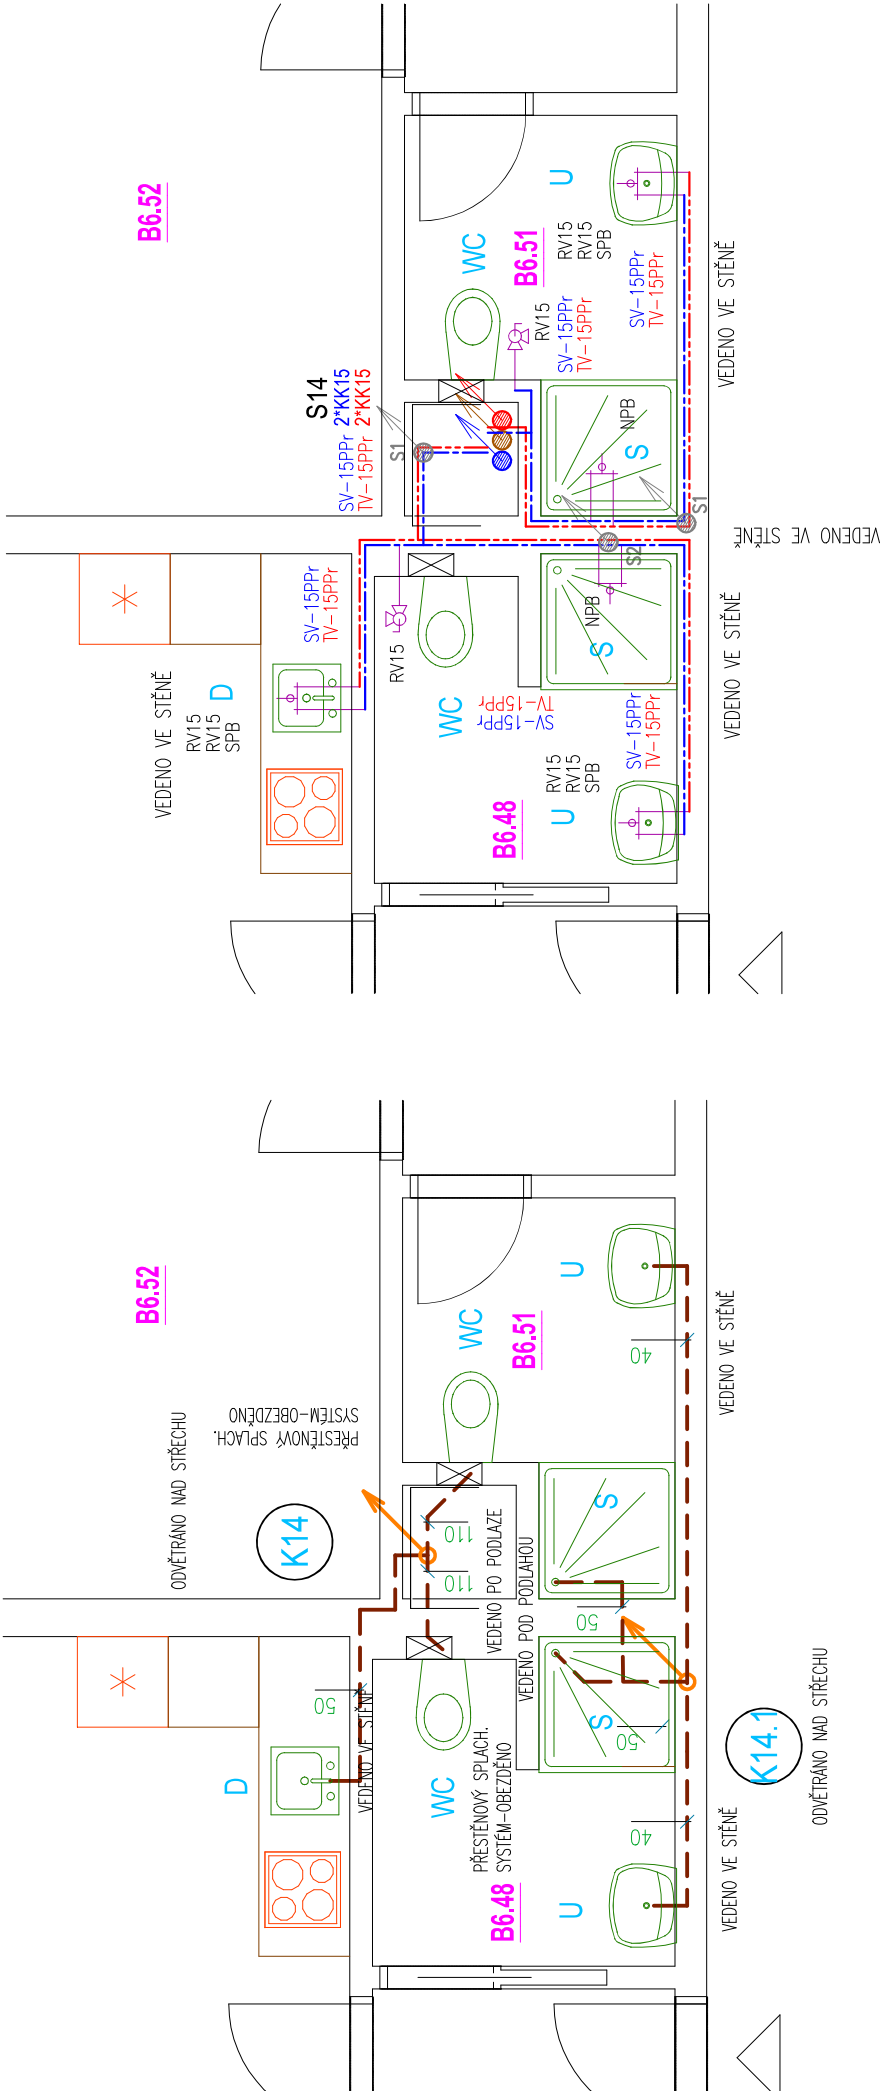 B6.52
S14
SV-15PPr 2*KK15
TV-15PPr 2*KK15
S1
WC
U
B6.51
RV15
RV15
SPB
RV15
SV-15PPr
TV-15PPr
SV-15PPr
TV-15PPr
VEDENO VE STĚNĚ
NPB
S
S1
S2
VEDENO VE STĚNĚ
SV-15PPr
TV-15PPr
VEDENO VE STĚNĚ
D
RV15
RV15
SPB
RV15
NPB
S
WC
SV-15PPr
TV-15PPr
VEDENO VE STĚNĚ
SV-15PPr
TV-15PPr
RV15
RV15
SPB
U
B6.48
B6.52
U
WC
B6.51
40
VEDENO VE STĚNĚ
PŘESTĚNOVÝ SPLACH.
SYSTÉM-OBEZDĚNO
ODVĚTRÁNO NAD STŘECHU
K14
110
110
VEDENO PO PODLAZE
VEDENO POD PODLAHOU
S
50
50
VEDENO VE STĚNĚ
D
WC
S
50
PŘESTĚNOVÝ SPLACH.
SYSTÉM-OBEZDĚNO
K14.1
ODVĚTRÁNO NAD STŘECHU
40
VEDENO VE STĚNĚ
B6.48
U